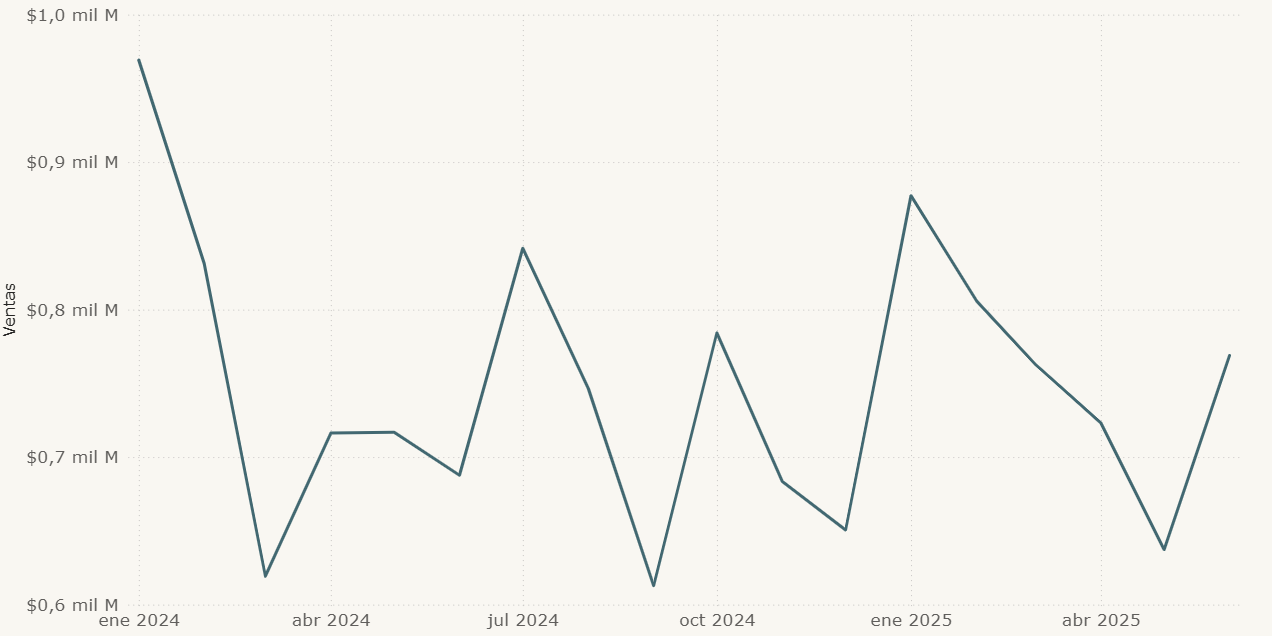 $1,0 mil M
$0,9 mil M
$0,8 mil M
$0,7 mil M
$0,6 mil M
Ventas
ene 2024
abr 2024
jul 2024
oct 2024
ene 2025
abr 2025